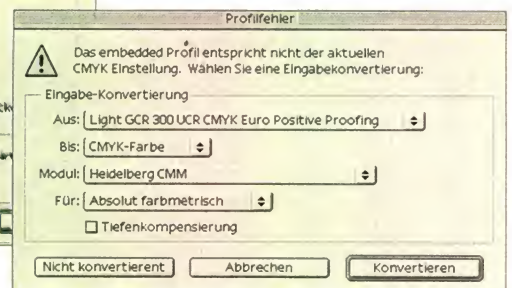 Profilfehler
Das embedded Profil entspricht nicht der aktuellen
CMYK Einstellung. Wählen Sie eine Eingabekonvertierung:
Eingabe-Konvertierung
Aus: Light GCR 300 UCR CMYK Euro Positive Proofing
Bis: CMYK-Farbe
Modul: Heidelberg CMM
Für: Absolut farbmetrisch
Tiefenkompensierung
Nicht konvertierent Abbrechen Konvertieren